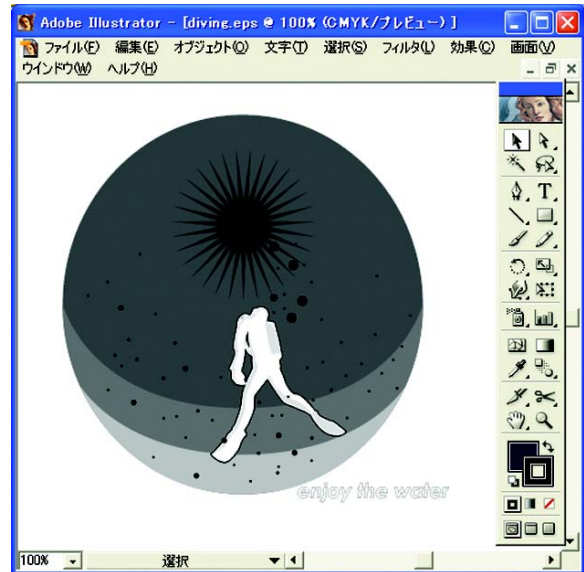 Adobe Illustrator - [diving.eps @ 100% (CMYK/プレビュー)]
ファイル(F) 編集(E) オブジェクト(O) 文字(T) 選択(S) フィルタ(L) 効果(C) 画面(V)
ウインドウ(W) ヘルプ(H)
T
enjoy the water
100% 選択